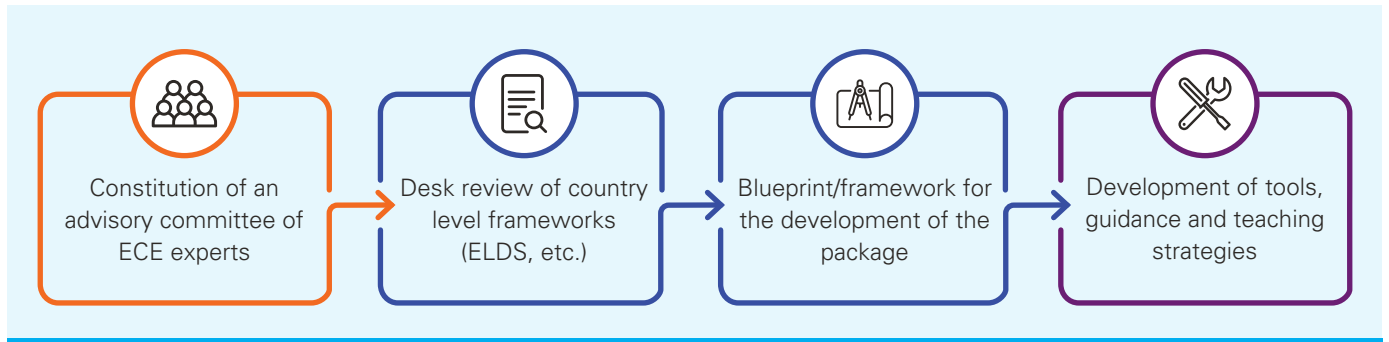 Constitution of an
advisory committee of
ECE experts
Desk review of country
level frameworks
(ELDS, etc.)
Blueprint/framework for
the development of the
package
Development of tools,
guidance and teaching
strategies